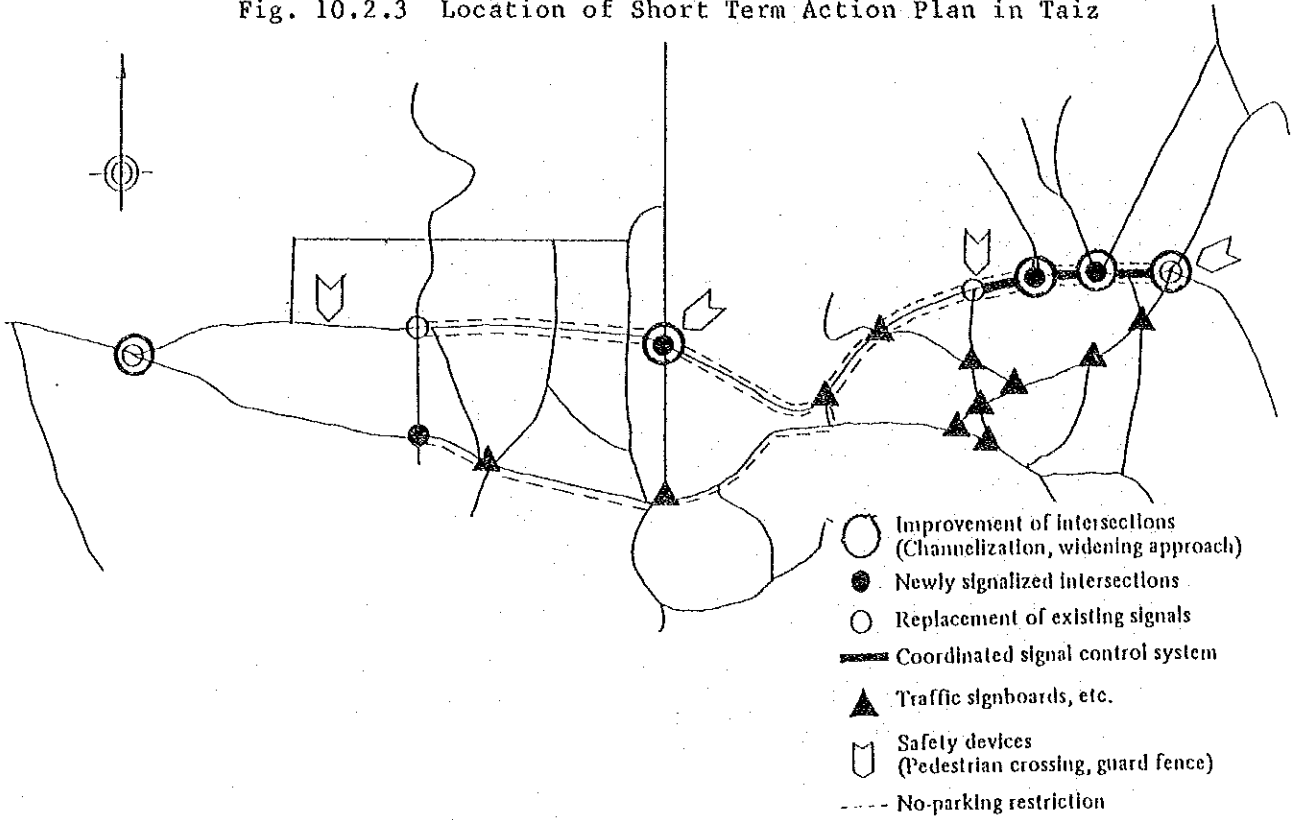 Fig. 10.2.3 Location of Short Term Action Plan in Taiz
Improvement of intersections
(Channelization, widening approach)
Newly signalized intersections
Replacement of existing signals
Coordinated signal control system
Traffic signboards, etc.
Safety devices
(Pedestrian crossing, guard fence)
No-parking restriction